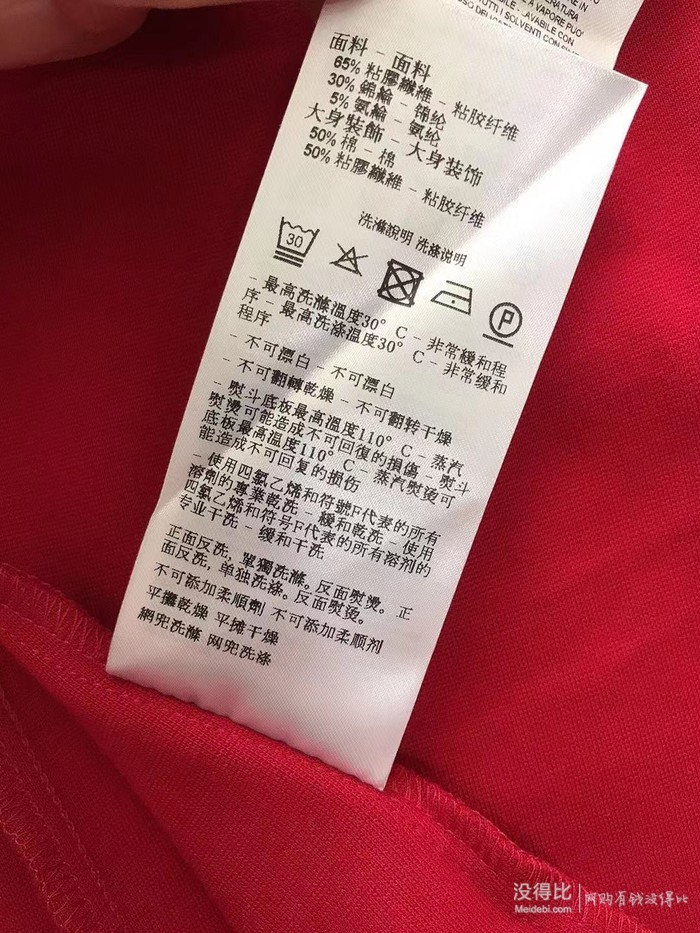 A VAPORE PUO'
TUTTI I SOLVENTI CON
面料 - 面料
65% 粘膠纖維 - 粘胶纤维
30% 錦綸 - 锦纶
5% 氨綸 - 氨纶
大身裝飾 - 大身装饰
50% 棉 - 棉
50% 粘膠纖維 - 粘胶纤维
洗滌說明 洗涤说明
30
P
- 最高洗滌溫度30° C - 非常緩和程
序 - 最高洗涤温度30° C - 非常缓和
程序
- 不可漂白 - 不可漂白
- 不可翻轉乾燥 - 不可翻转干燥
- 熨斗底板最高溫度110° C - 蒸汽
熨燙可能造成不可回復的損傷 - 熨斗
底板最高温度110° C - 蒸汽熨烫可
能造成不可回复的损伤
- 使用四氯乙烯和符號F代表的所有
溶劑的專業乾洗 - 緩和乾洗 - 使用
四氯乙烯和符号F代表的所有溶剂的
专业干洗 - 缓和干洗
正面反洗, 單獨洗滌。反面熨燙。 正
面反洗, 单独洗涤。反面熨烫。
不可添加柔順劑 不可添加柔顺剂
平攤乾燥 平摊干燥
網兜洗滌 网兜洗涤
没得比
Meidebi.com
网购有钱没得比